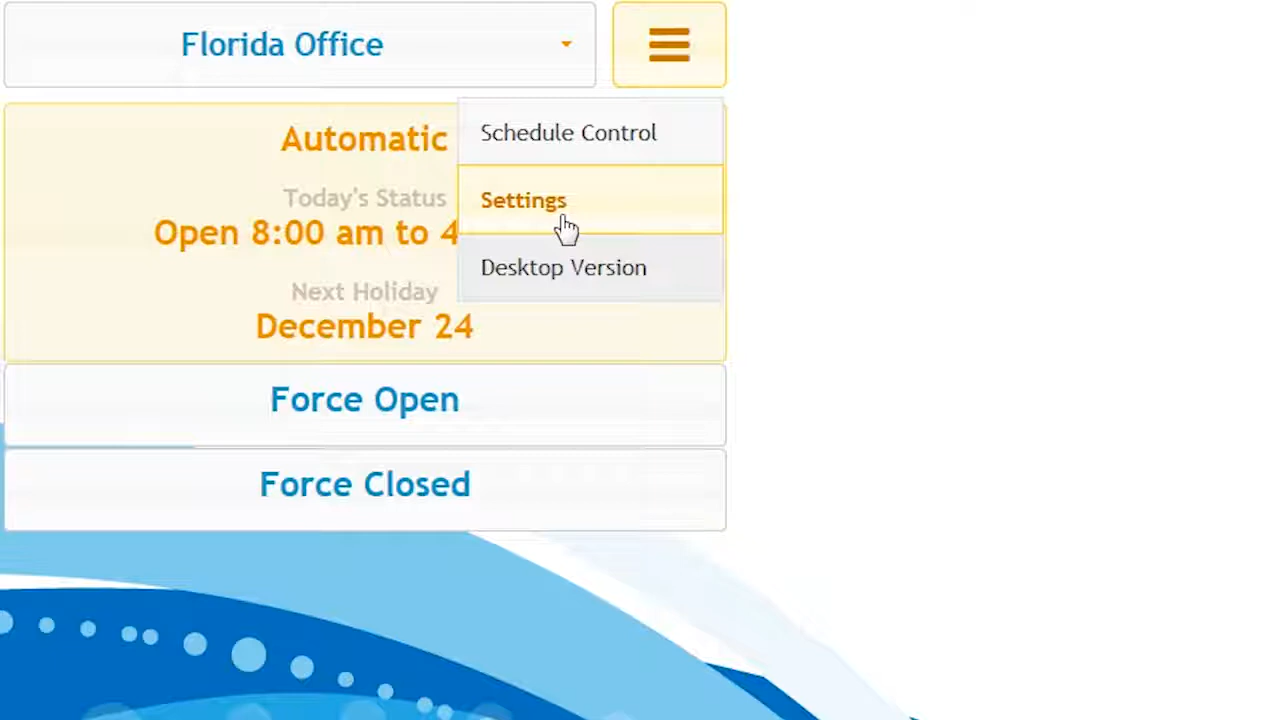 Florida Office
Schedule Control
Automatic
Settings
Today's Status
Open 8:00 am to 4
Desktop Version
Next Holiday
December 24
Force Open
Force Closed